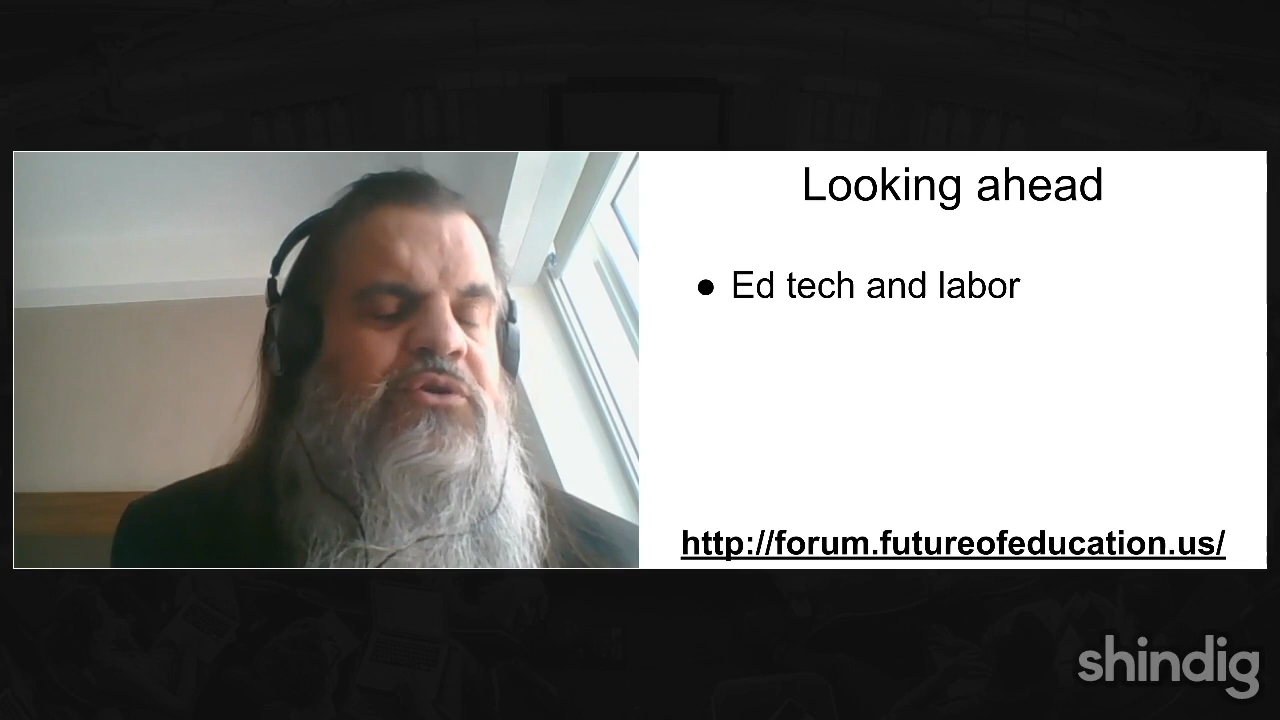 Looking ahead
● Ed tech and labor
http://forum.futureofeducation.us/
shindig